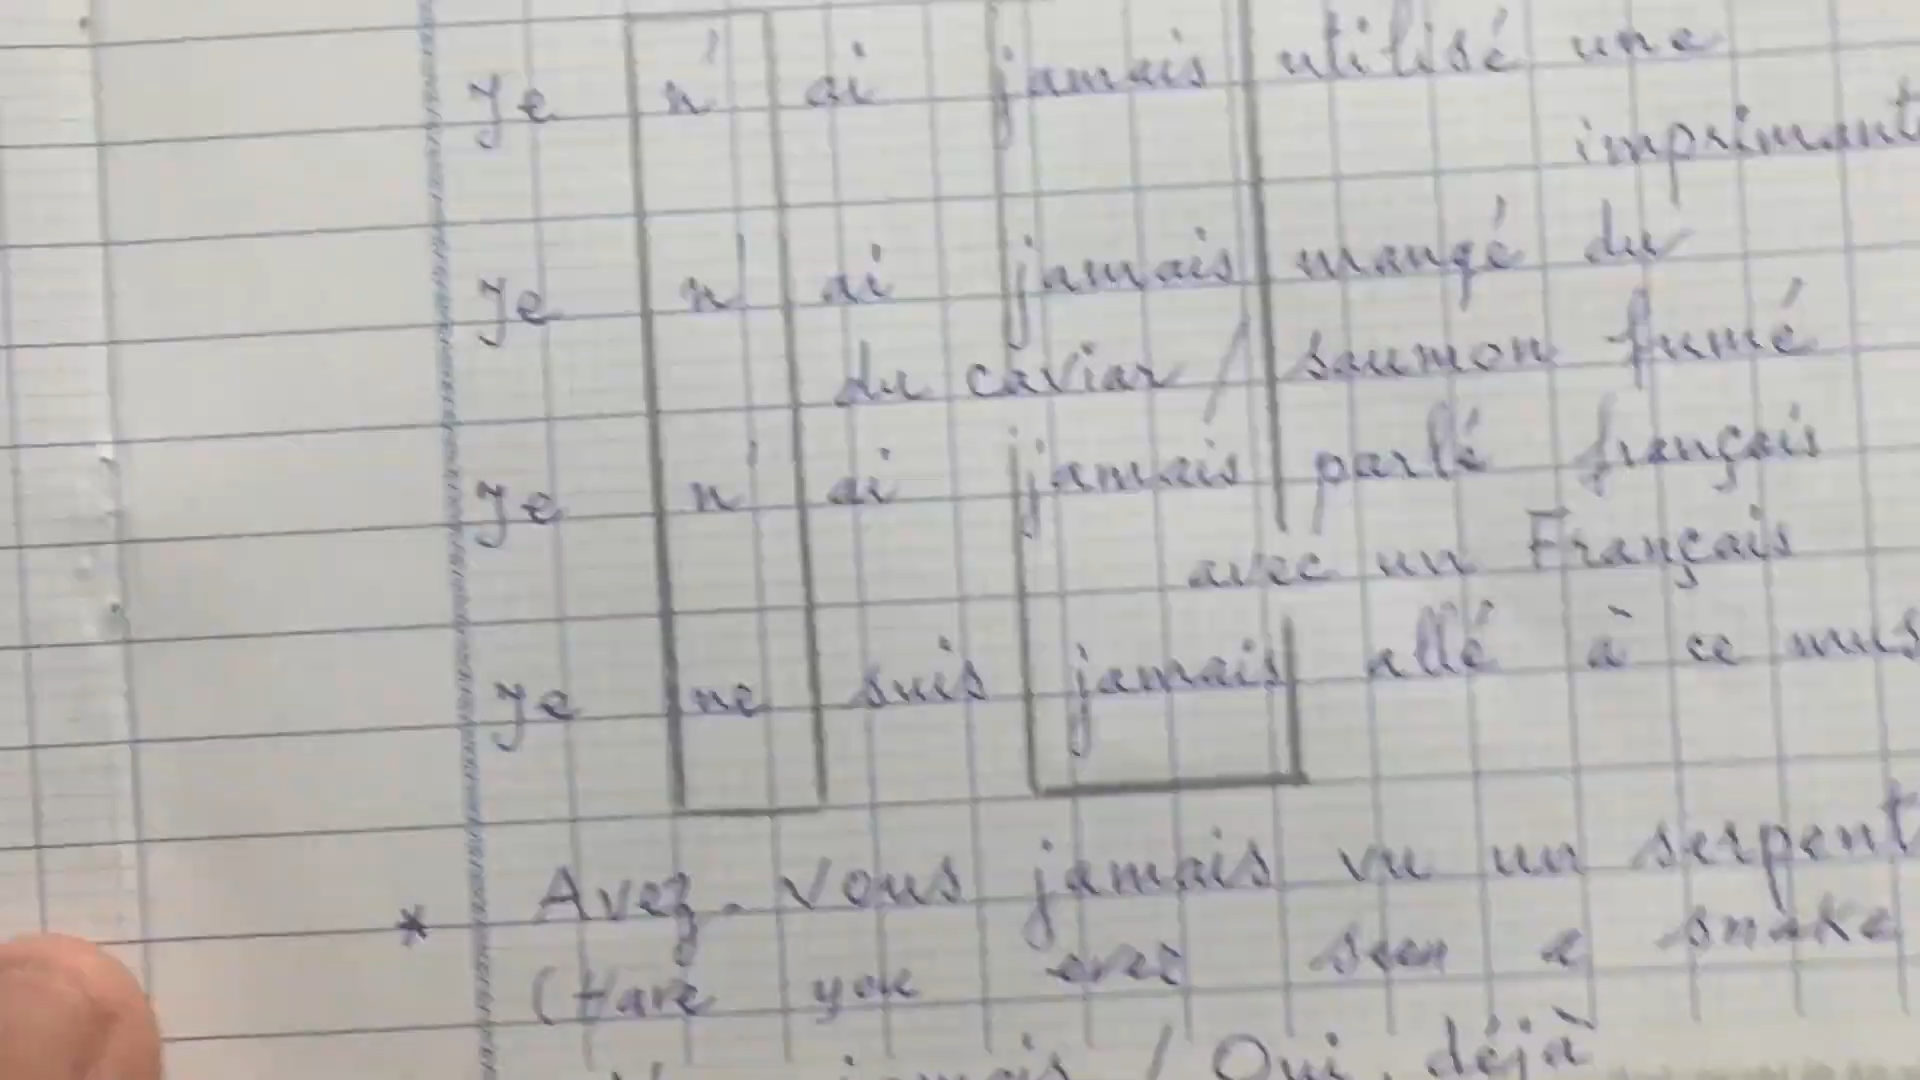 Je n' ai jamais utilisé une
imprimant
Je n' ai jamais mangé du
du caviar / saumon fumé
Je n' ai jamais parlé français
avec un Français
Je ne suis jamais allé à ce mus
* Avez-vous jamais vu un serpent
(Have you ever seen a snake
jamais / Oui, déjà